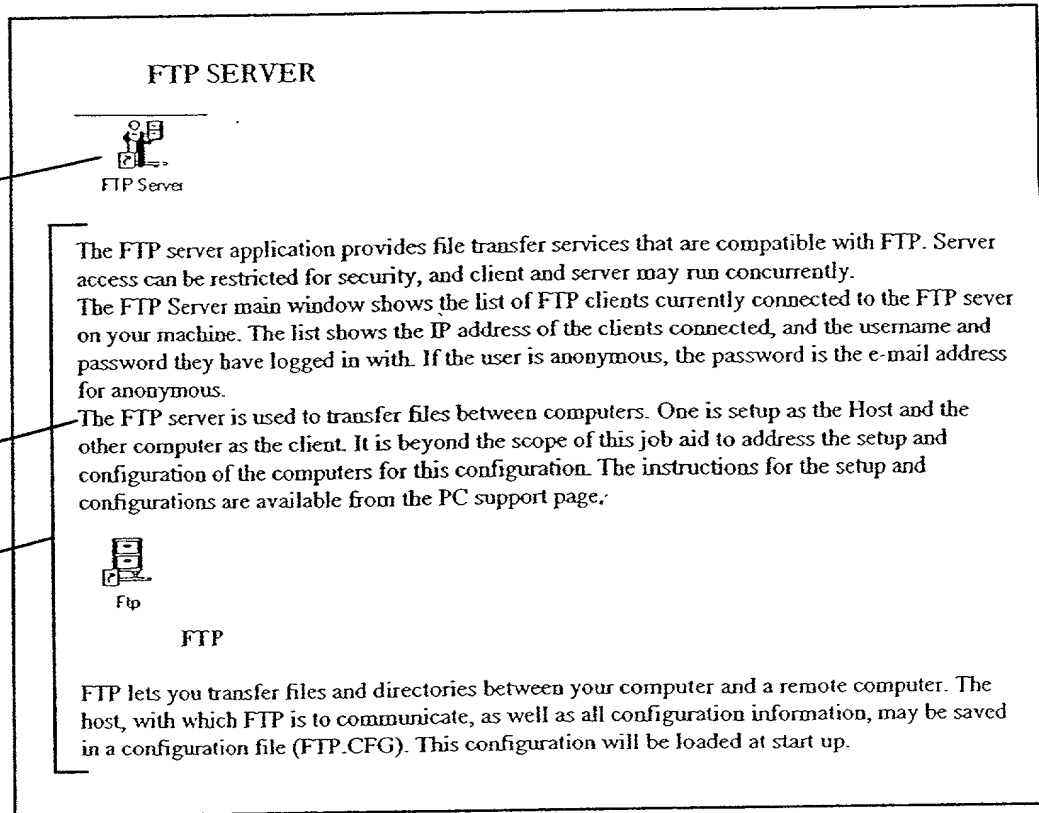 FTP SERVER
FTP Server
The FTP server application provides file transfer services that are compatible with FTP. Server
access can be restricted for security, and client and server may run concurrently.
The FTP Server main window shows the list of FTP clients currently connected to the FTP sever
on your machine. The list shows the IP address of the clients connected, and the username and
password they have logged in with. If the user is anonymous, the password is the e-mail address
for anonymous.
The FTP server is used to transfer files between computers. One is setup as the Host and the
other computer as the client. It is beyond the scope of this job aid to address the setup and
configuration of the computers for this configuration. The instructions for the setup and
configurations are available from the PC support page.
Ftp
FTP
FTP lets you transfer files and directories between your computer and a remote computer. The
host, with which FTP is to communicate, as well as all configuration information, may be saved
in a configuration file (FTP.CFG). This configuration will be loaded at start up.